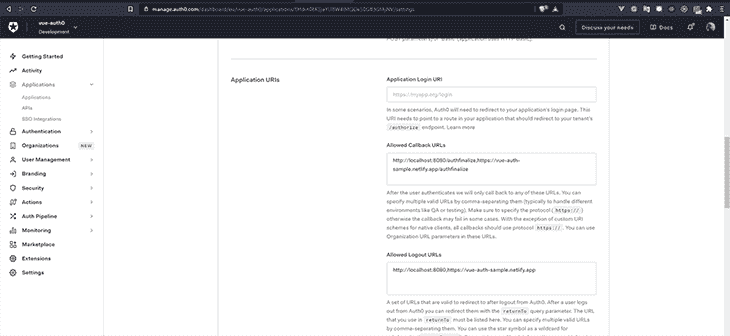 manage.auth0.com/dashboard/eu/vue-auth0/applications/
vue-auth0
Development
Discuss your needs
Docs
Getting Started
Activity
Applications
Applications
APIs
SSO Integrations
Authentication
Organizations NEW
User Management
Branding
Security
Actions
Auth Pipeline
Monitoring
Marketplace
Extensions
Settings
Application URIs
Application Login URI
https://myapp.org/login
In some scenarios, Auth0 will need to redirect to your application's login page. This
URI needs to point to a route in your application that should redirect to your tenant's
/authorize endpoint. Learn more
Allowed Callback URLs
http://localhost:8080/authfinalize,https://vue-auth-
sample.netlify.app/authfinalize
After the user authenticates we will only call back to any of these URLs. You can
specify multiple valid URLs by comma-separating them (typically to handle different
environments like QA or testing). Make sure to specify the protocol (https://)
otherwise the callback may fail in some cases. With the exception of custom URI
schemes for native clients, all callbacks should use protocol https://. You can use
Organization URL parameters in these URLs.
Allowed Logout URLs
http://localhost:8080,https://vue-auth-sample.netlify.app
A set of URLs that are valid to redirect to after logout from Auth0. After a user logs
out from Auth0 you can redirect them with the returnTo query parameter. The URL
that you use in returnTo must be listed here. You can specify multiple valid URLs
by comma-separating them. You can use the star symbol as a wildcard for